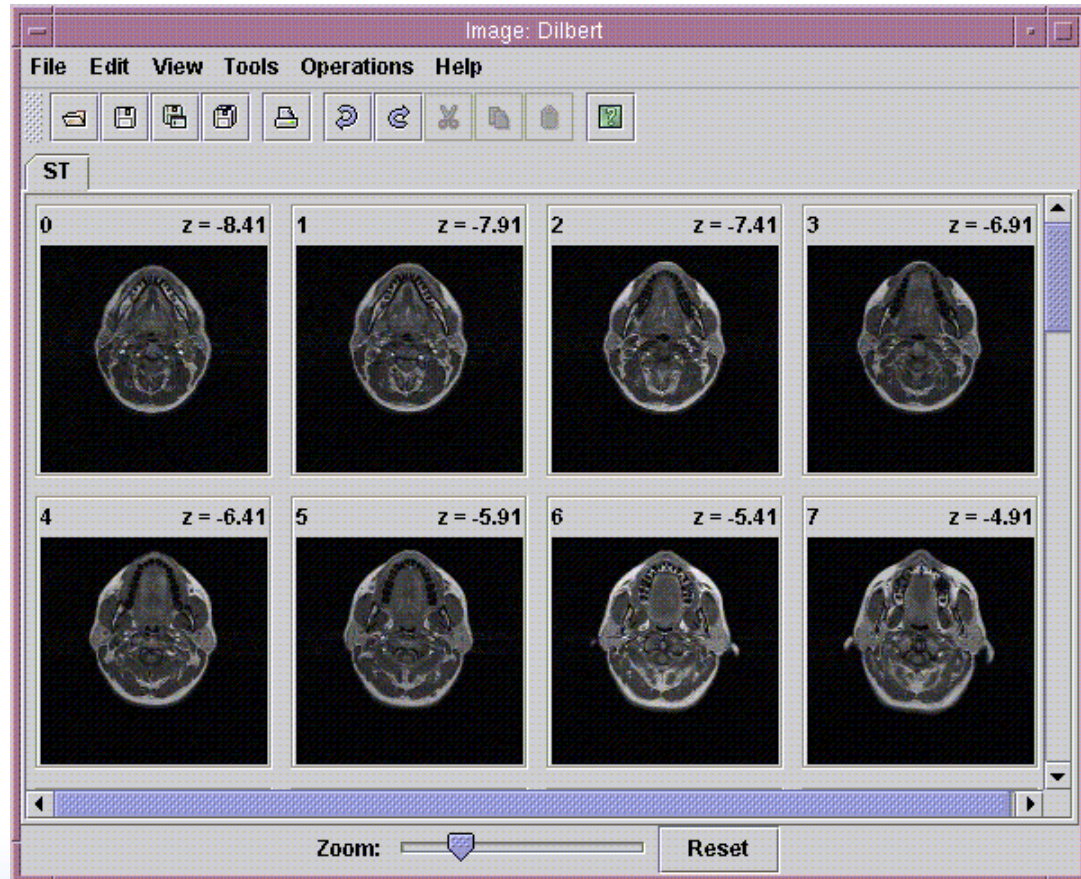 Image: Dilbert
File Edit View Tools Operations Help
ST
0 z = -8.41 1 z = -7.91 2 z = -7.41 3 z = -6.91
4 z = -6.41 5 z = -5.91 6 z = -5.41 7 z = -4.91
Zoom: Reset